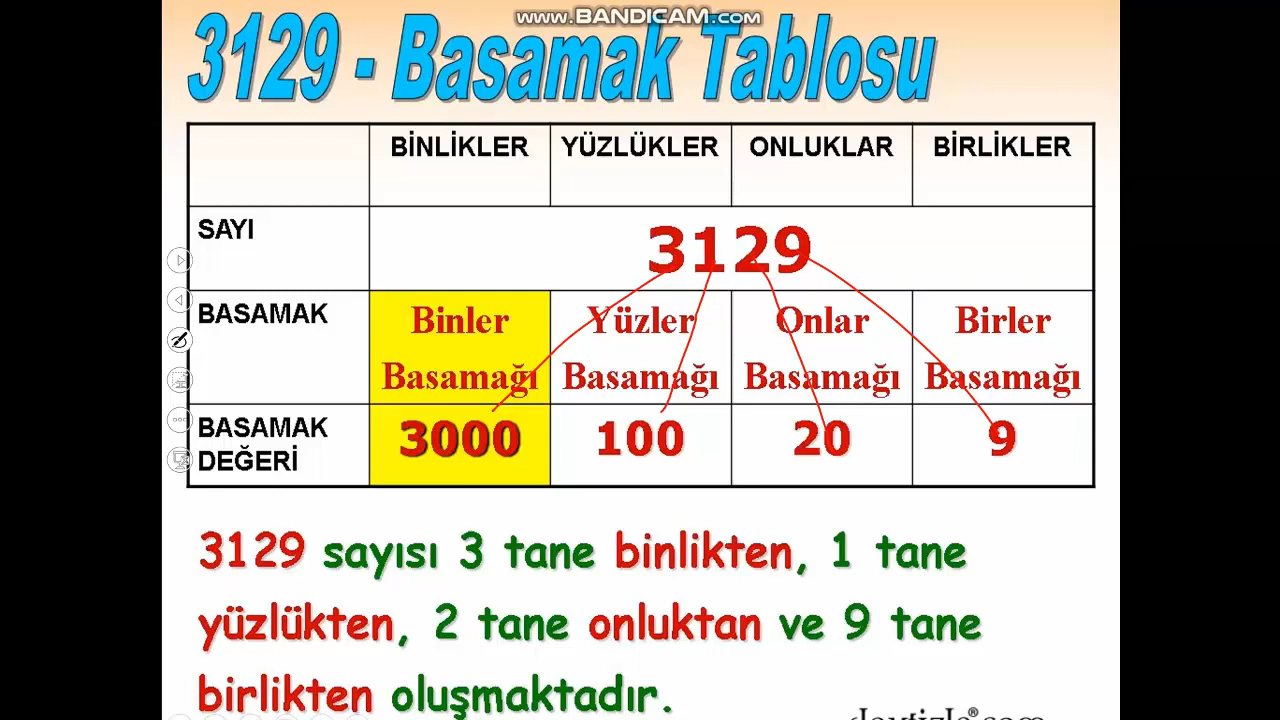 www.BANDICAM.com
3129 - Basamak Tablosu
BİNLİKLER YÜZLÜKLER ONLUKLAR BİRLİKLER
SAYI 3129
BASAMAK Binler Basamağı Yüzler Basamağı Onlar Basamağı Birler Basamağı
BASAMAK DEĞERİ 3000 100 20 9
3129 sayısı 3 tane binlikten, 1 tane
yüzlükten, 2 tane onluktan ve 9 tane
birlikten oluşmaktadır.